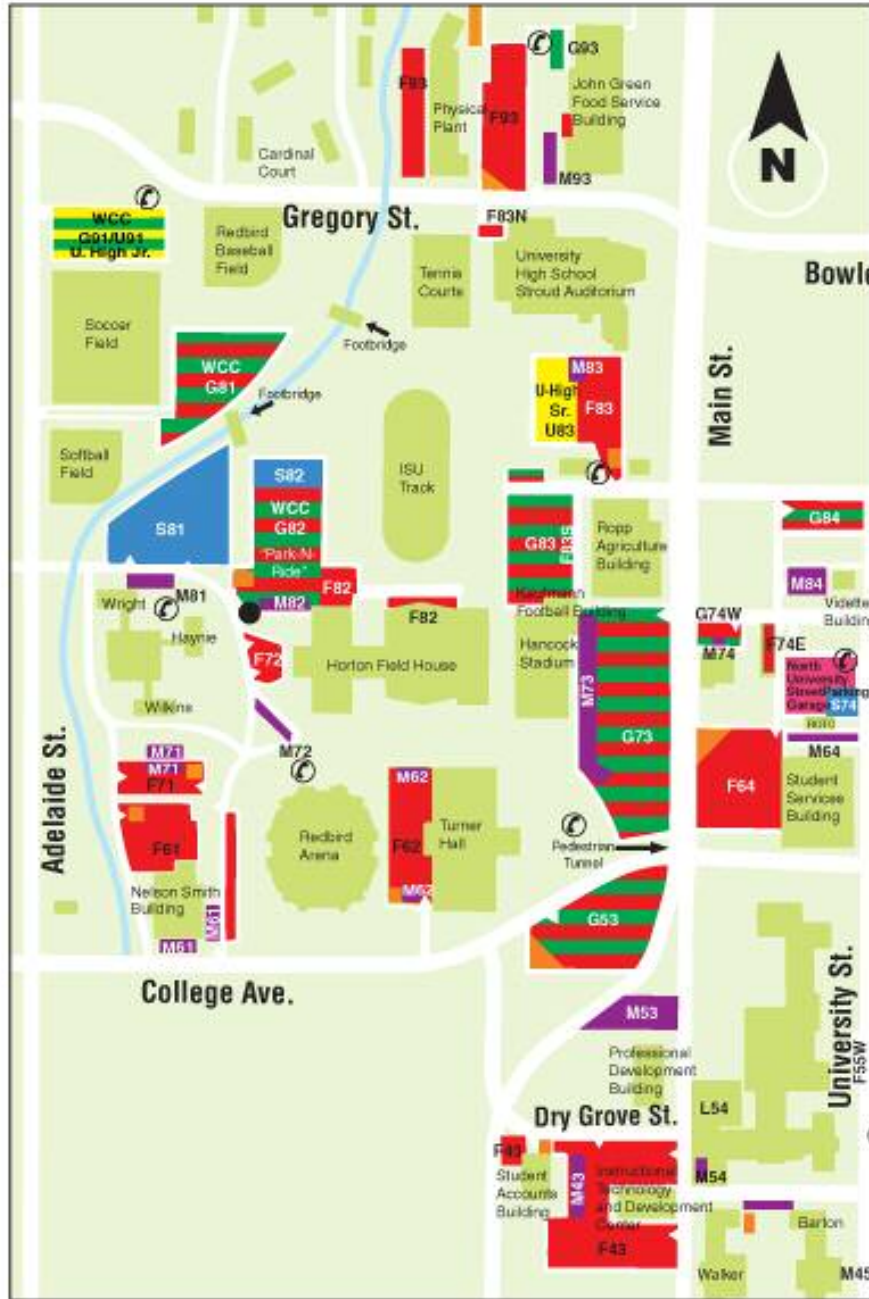 G93
F83
Physical
Plant
F93
John Green
Food Service
Building
Cardinal
Court
M93
WCC
G91/U91
U. High Jr.
Gregory St.
F83N
Redbird
Baseball
Field
Tennis
Courts
University
High School
Stroud Auditorium
N
Bowle
Soccer
Field
Footbridge
WCC
G81
Footbridge
M83
U-High
Sr.
U83
F83
Main St.
Softball
Field
S82
ISU
Track
S81
WCC
G82
"Park-N-
Ride"
G83
F83S
Ropp
Agriculture
Building
G84
M81
F82
M82
F82
Kaufmann
Football Building
M84
Vidette
Building
Wright
Haynie
Wilkins
F72
Horton Field House
Hancock
Stadium
M73
G73
G74W
M74
F74E
North
University
Street Parking
Garage
S74
M64
M72
M71
M71
F71
Adelaide St.
M62
F64
Student
Services
Building
F61
Redbird
Arena
F62
Turner
Hall
Pedestrian
Tunnel
Nelson Smith
Building
M61
M61
M62
G53
College Ave.
M53
Professional
Development
Building
University St.
F55W
Dry Grove St.
L54
F43
Student
Accounts
Building
M43
Instructional
Technology
and Development
Center
M54
F43
Walker
Barton
M45